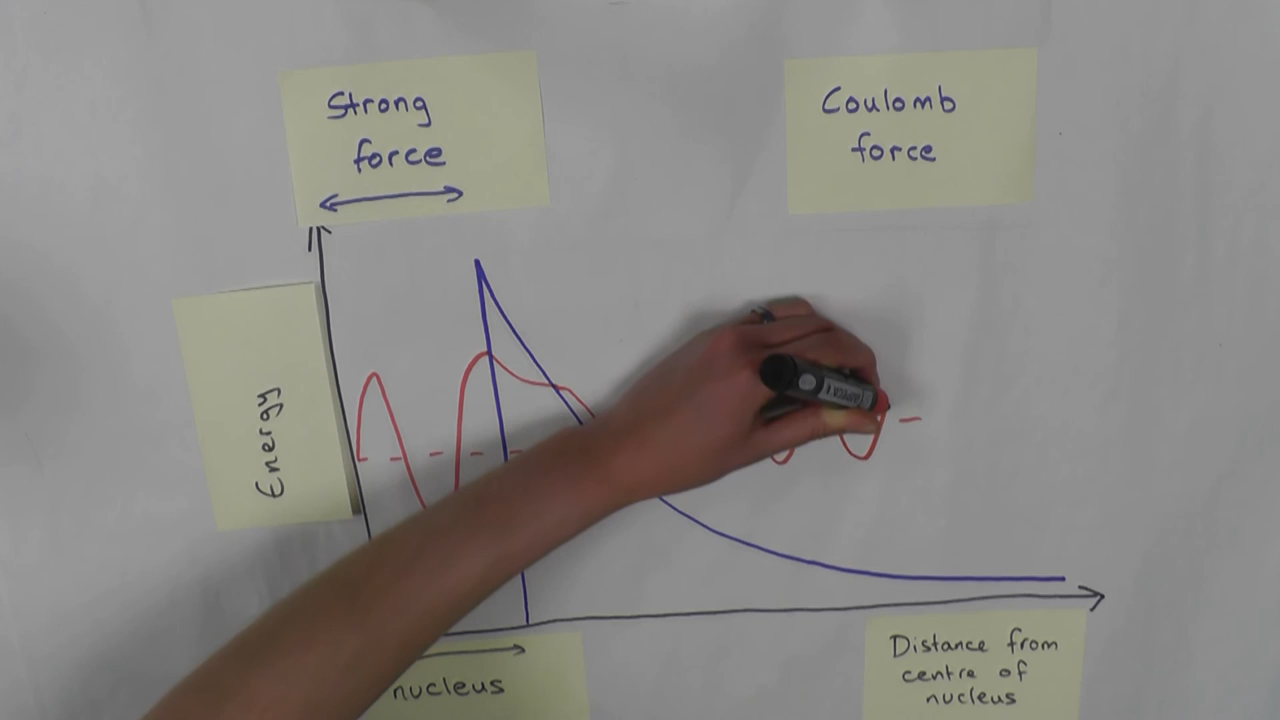 Strong
force
Coulomb
force
Energy
nucleus
Distance from
centre of
nucleus